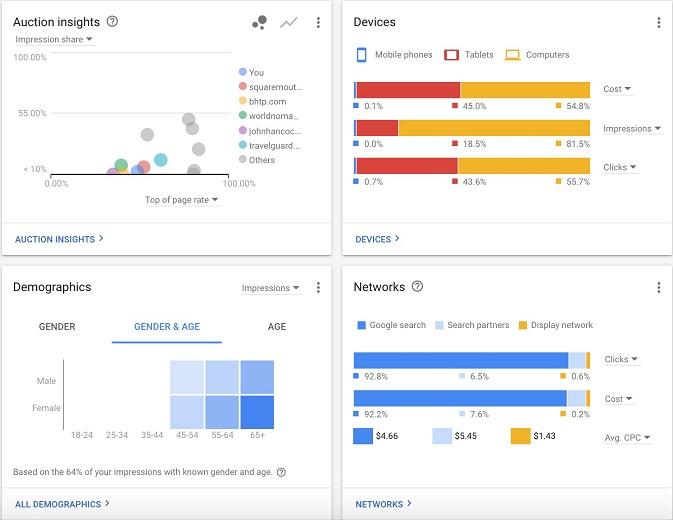 Auction insights
Impression share
100.00%
55.00%
< 10%
0.00%
100.00%
Top of page rate
You
squaremout...
bhtp.com
worldnoma...
johnhancoc...
travelguard....
Others
AUCTION INSIGHTS
Devices
Mobile phones Tablets Computers
Cost
0.1% 45.0% 54.8%
Impressions
0.0% 18.5% 81.5%
Clicks
0.7% 43.6% 55.7%
DEVICES
Demographics
Impressions
GENDER GENDER & AGE AGE
Male
Female
18-24 25-34 35-44 45-54 55-64 65+
Based on the 64% of your impressions with known gender and age.
ALL DEMOGRAPHICS
Networks
Google search Search partners Display network
Clicks
92.8% 6.5% 0.6%
Cost
92.2% 7.6% 0.2%
$4.66 $5.45 $1.43 Avg. CPC
NETWORKS